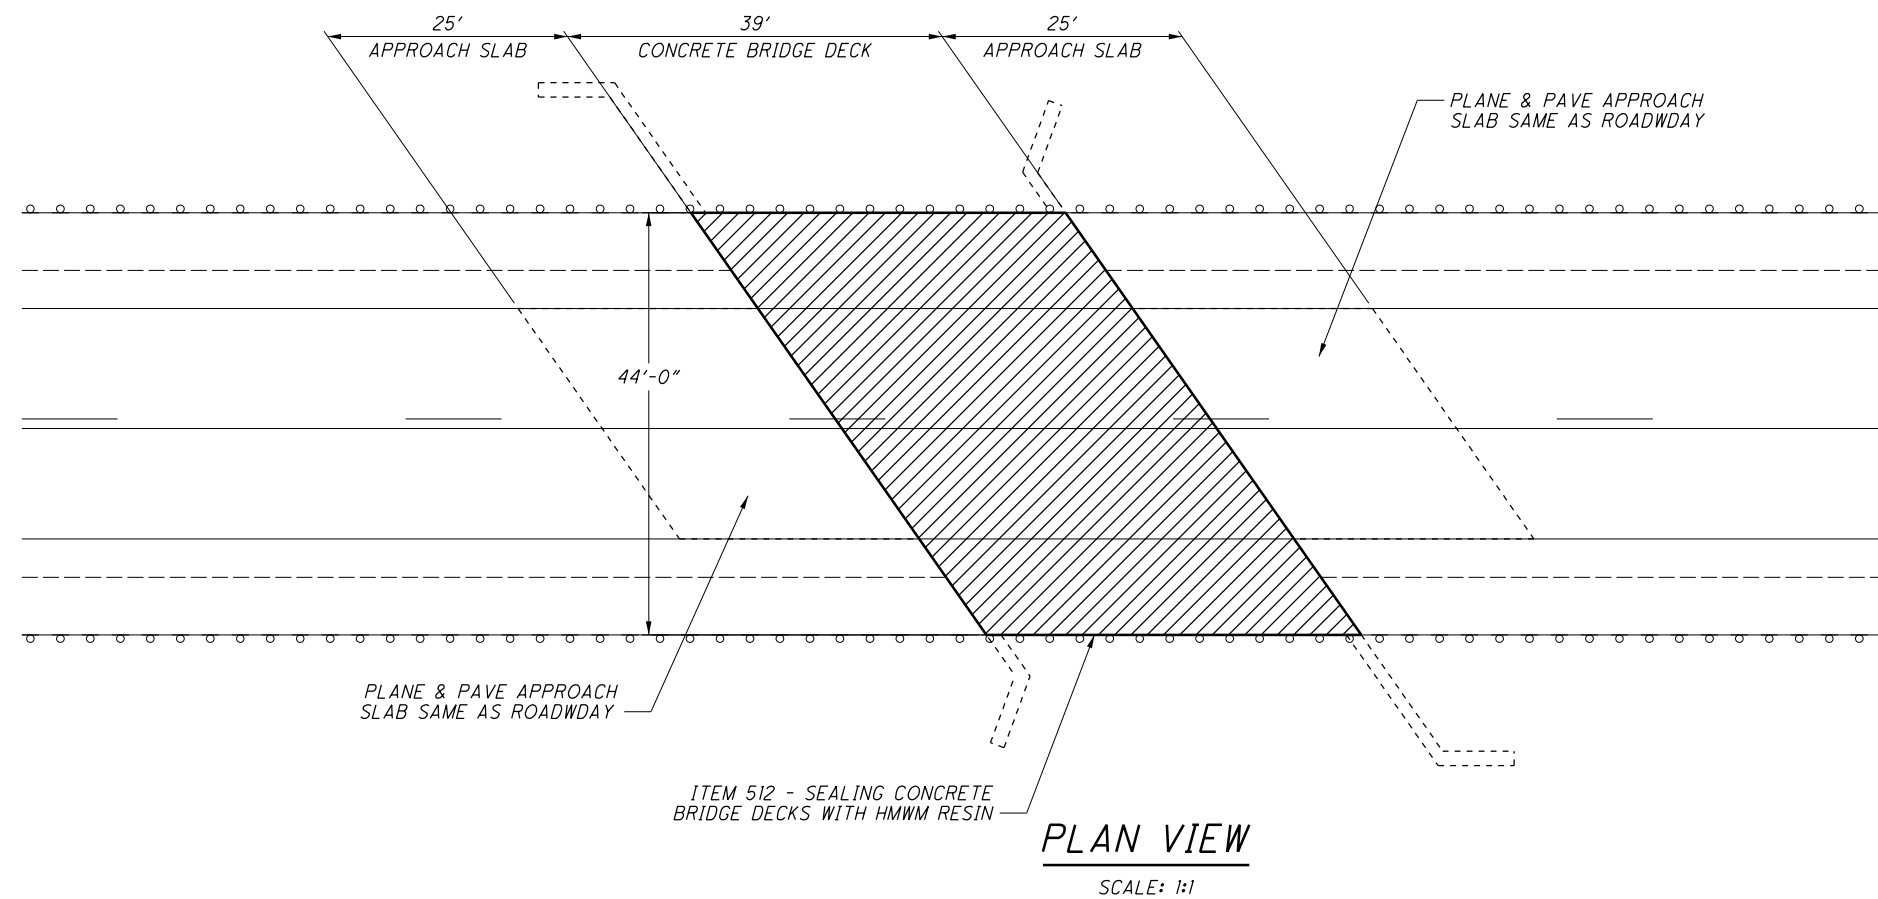 25'
39'
25'
APPROACH SLAB
CONCRETE BRIDGE DECK
APPROACH SLAB
PLANE & PAVE APPROACH
SLAB SAME AS ROADWDAY
44'-0"
PLANE & PAVE APPROACH
SLAB SAME AS ROADWDAY
ITEM 512 - SEALING CONCRETE
BRIDGE DECKS WITH HMWM RESIN
PLAN VIEW
SCALE: 1:1